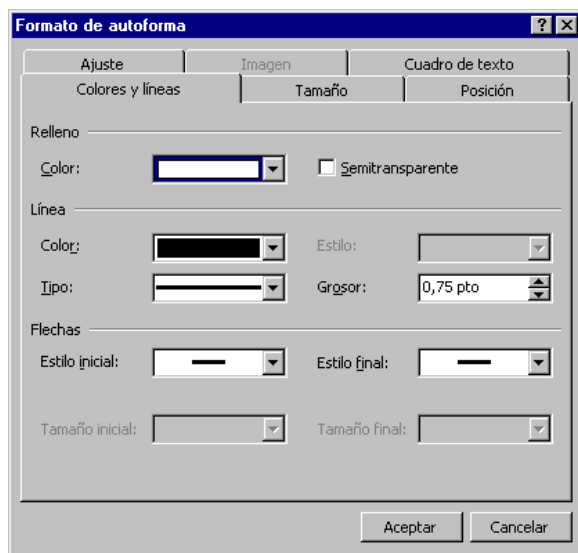 Formato de autoforma
Ajuste Imagen Cuadro de texto
Colores y líneas Tamaño Posición
Relleno
Color: Semitransparente
Línea
Color: Estilo:
Tipo: Grosor: 0,75 pto
Flechas
Estilo inicial: Estilo final:
Tamaño inicial: Tamaño final:
Aceptar Cancelar